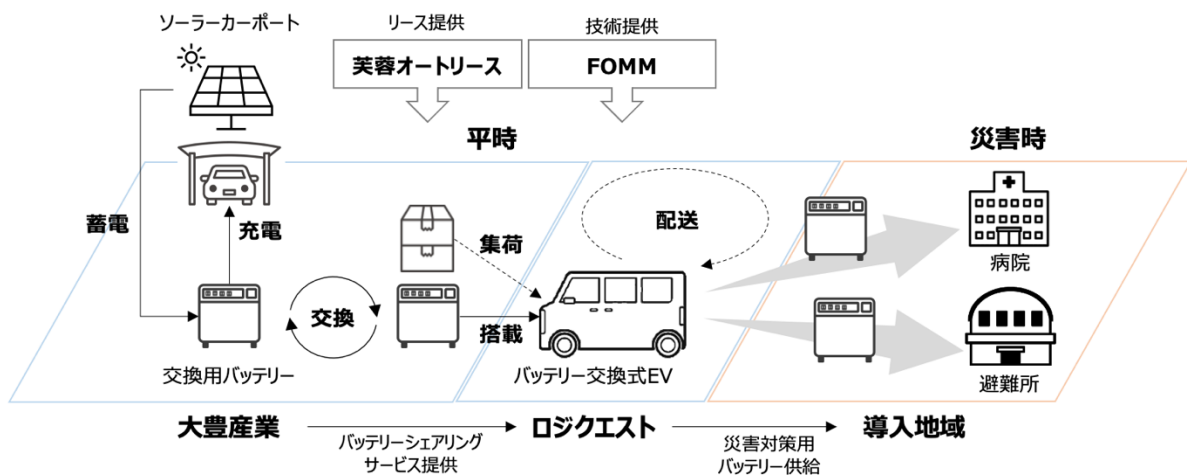 ソーラーカーポート
リース提供
芙蓉オートリース
技術提供
FOMM
平時
災害時
蓄電
充電
集荷
配送
交換
搭載
病院
避難所
交換用バッテリー
バッテリー交換式EV
大豊産業
バッテリーシェアリング
サービス提供
ロジクエスト
災害対策用
バッテリー供給
導入地域